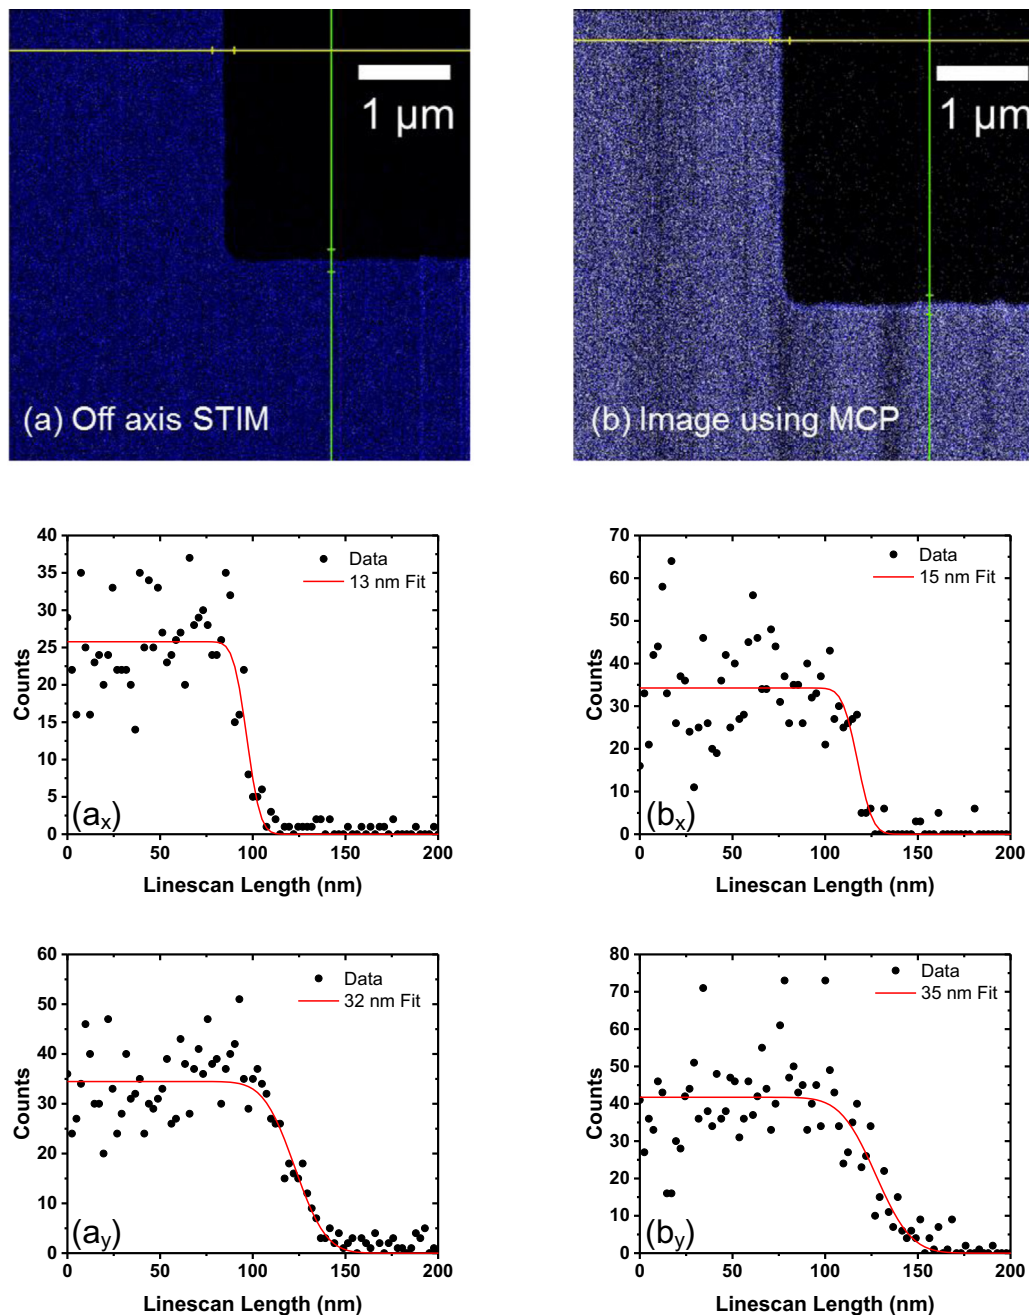 1 µm
(a) Off axis STIM
1 µm
(b) Image using MCP
40
35
30
25
20
15
10
5
0
Counts
Data
13 nm Fit
(aₓ)
0 50 100 150 200
Linescan Length (nm)
70
60
50
40
30
20
10
0
Counts
Data
15 nm Fit
(bₓ)
0 50 100 150 200
Linescan Length (nm)
60
50
40
30
20
10
0
Counts
Data
32 nm Fit
(a_y)
0 50 100 150 200
Linescan Length (nm)
80
70
60
50
40
30
20
10
0
Counts
Data
35 nm Fit
(b_y)
0 50 100 150 200
Linescan Length (nm)